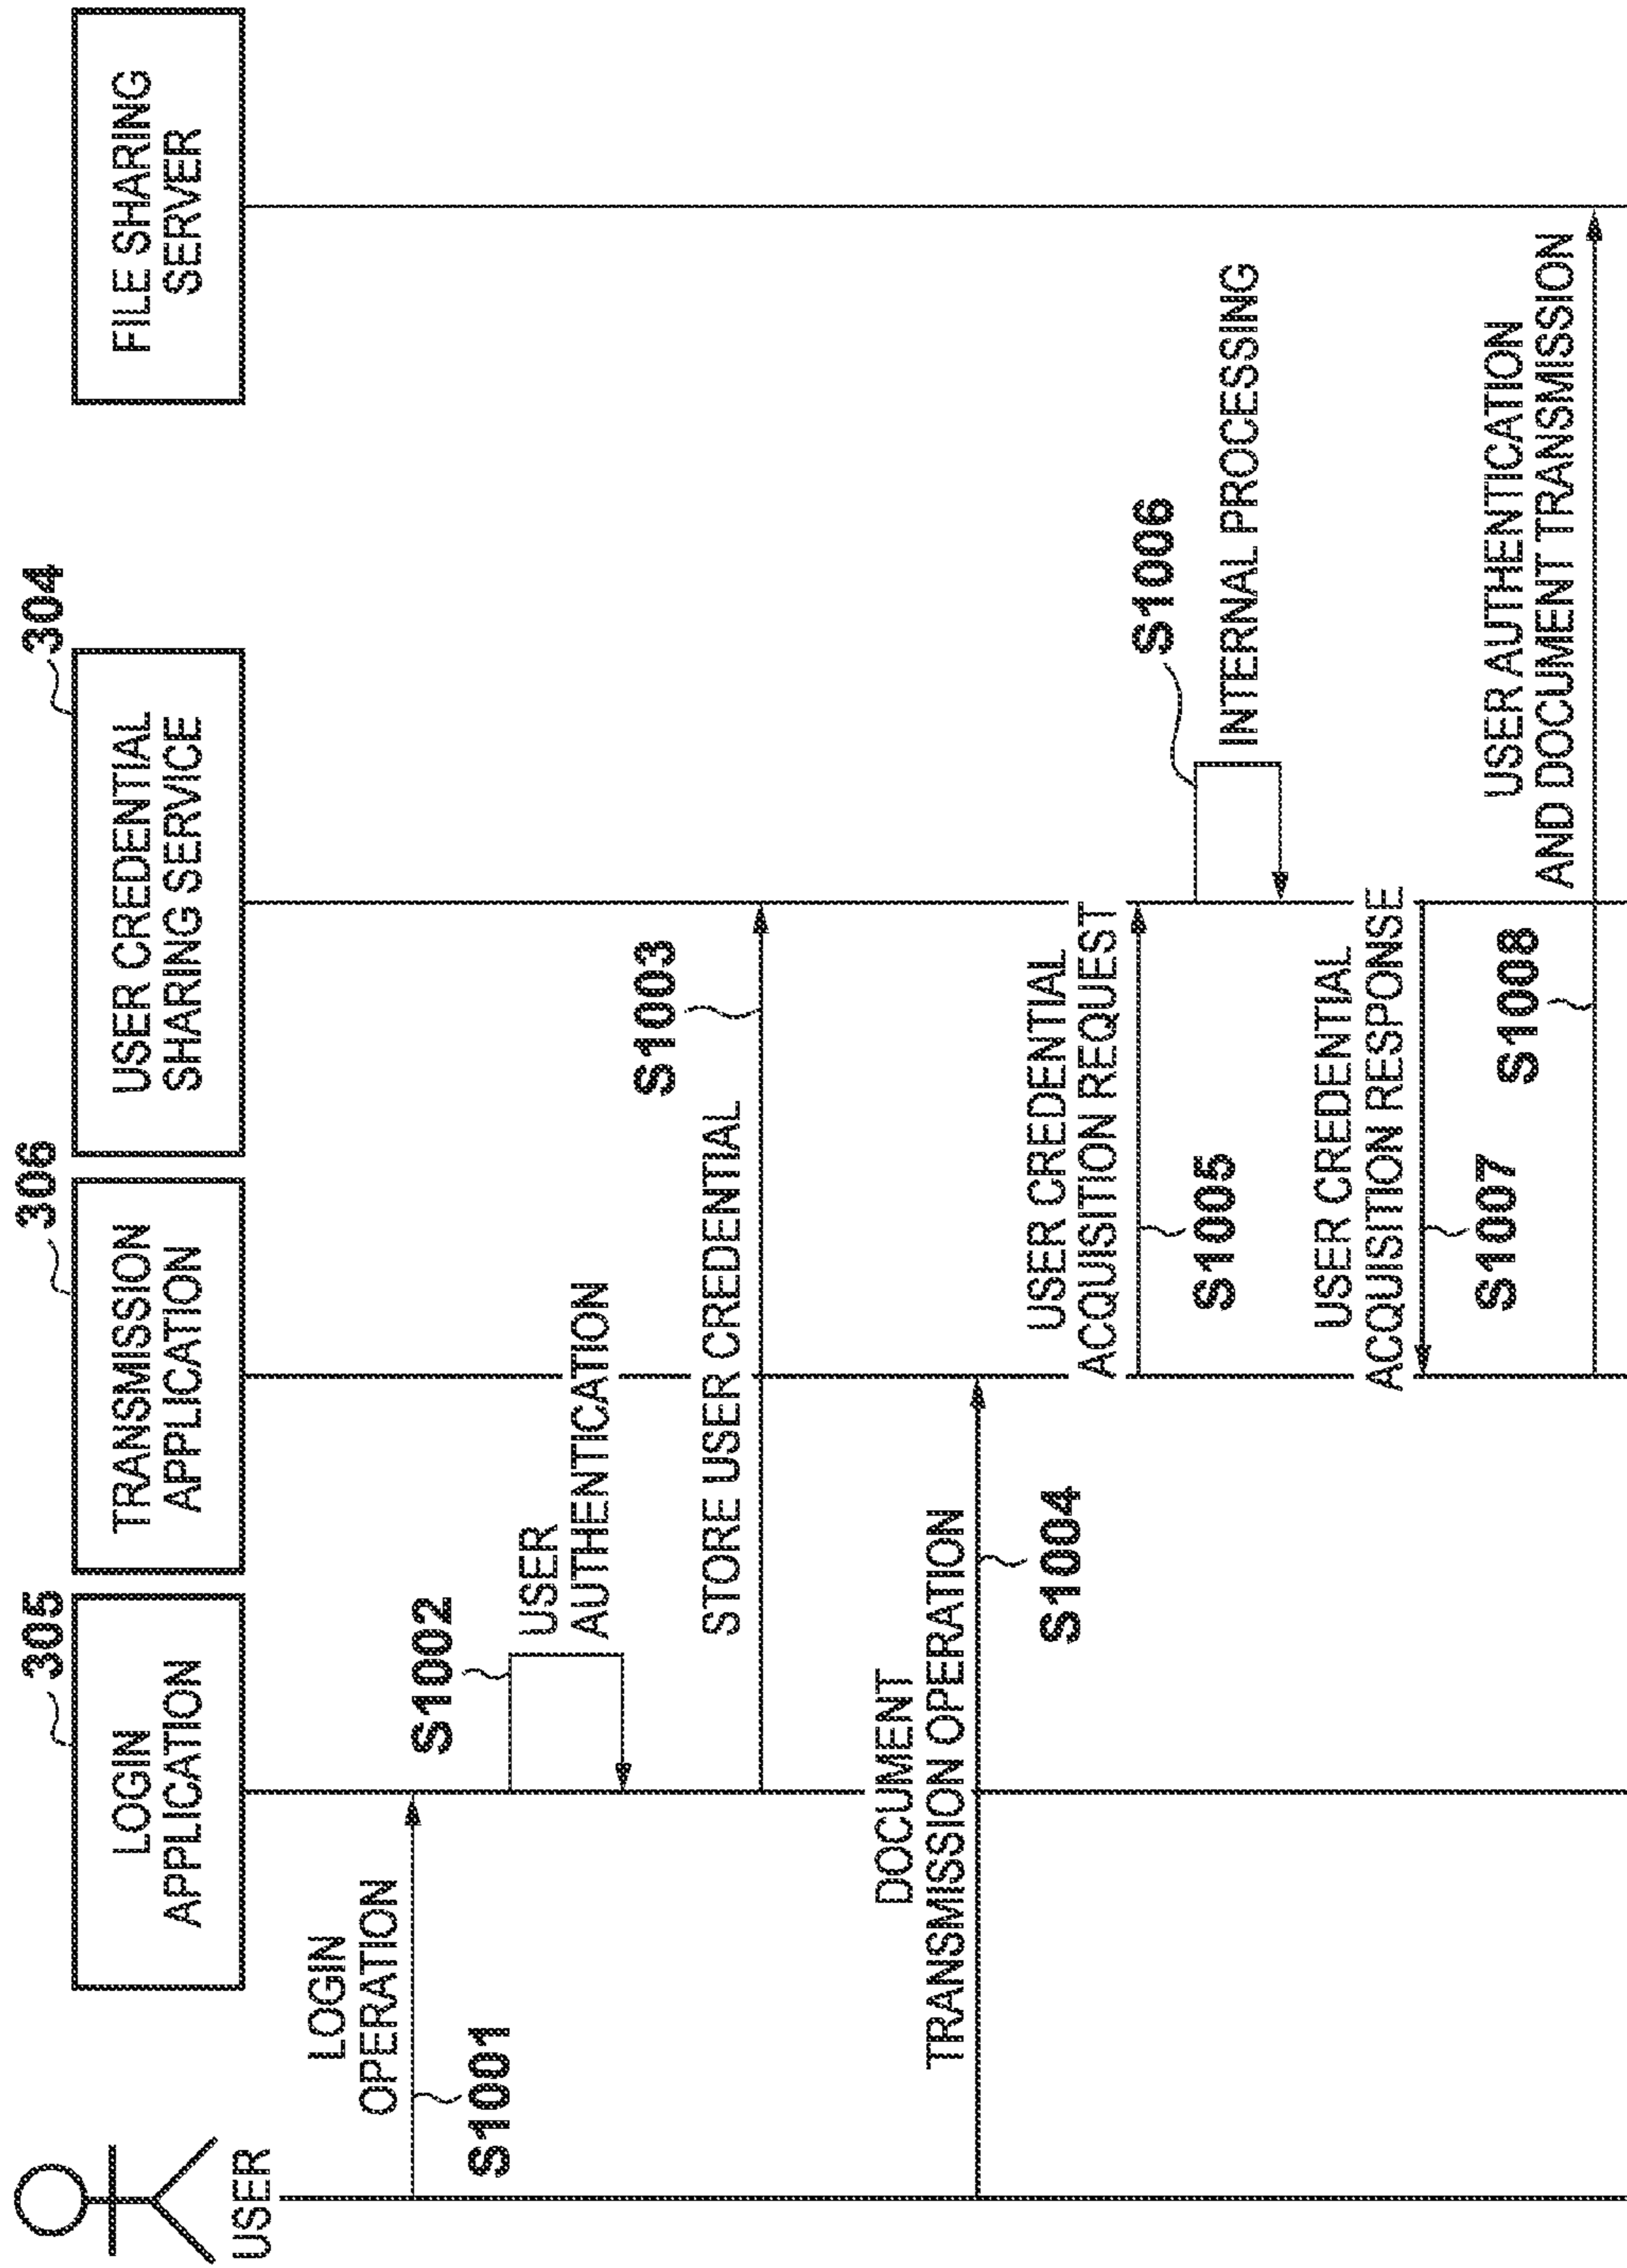 USER
305
LOGIN
APPLICATION
306
TRANSMISSION
APPLICATION
304
USER CREDENTIAL
SHARING SERVICE
FILE SHARING
SERVER
LOGIN
OPERATION
S1001
S1002
USER
AUTHENTICATION
S1003
STORE USER CREDENTIAL
DOCUMENT
TRANSMISSION OPERATION
S1004
USER CREDENTIAL
ACQUISITION REQUEST
S1005
S1006
INTERNAL PROCESSING
USER CREDENTIAL
ACQUISITION RESPONSE
S1007
USER AUTHENTICATION
AND DOCUMENT TRANSMISSION
S1008